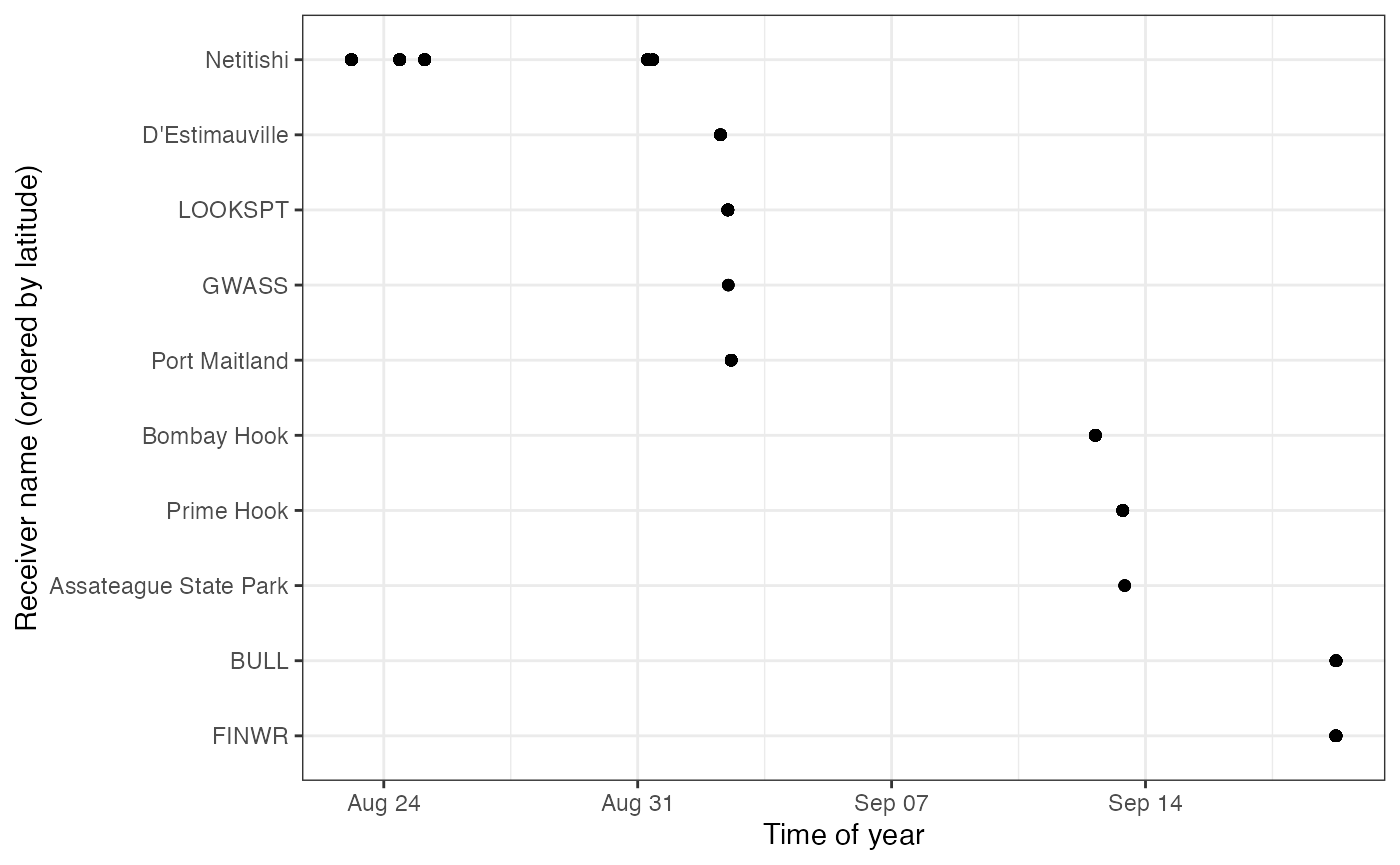 Netitishi
D'Estimauville
LOOKSPT
GWASS
Port Maitland
Bombay Hook
Prime Hook
Assateague State Park
BULL
FINWR
Receiver name (ordered by latitude)
Aug 24 Aug 31 Sep 07 Sep 14
Time of year